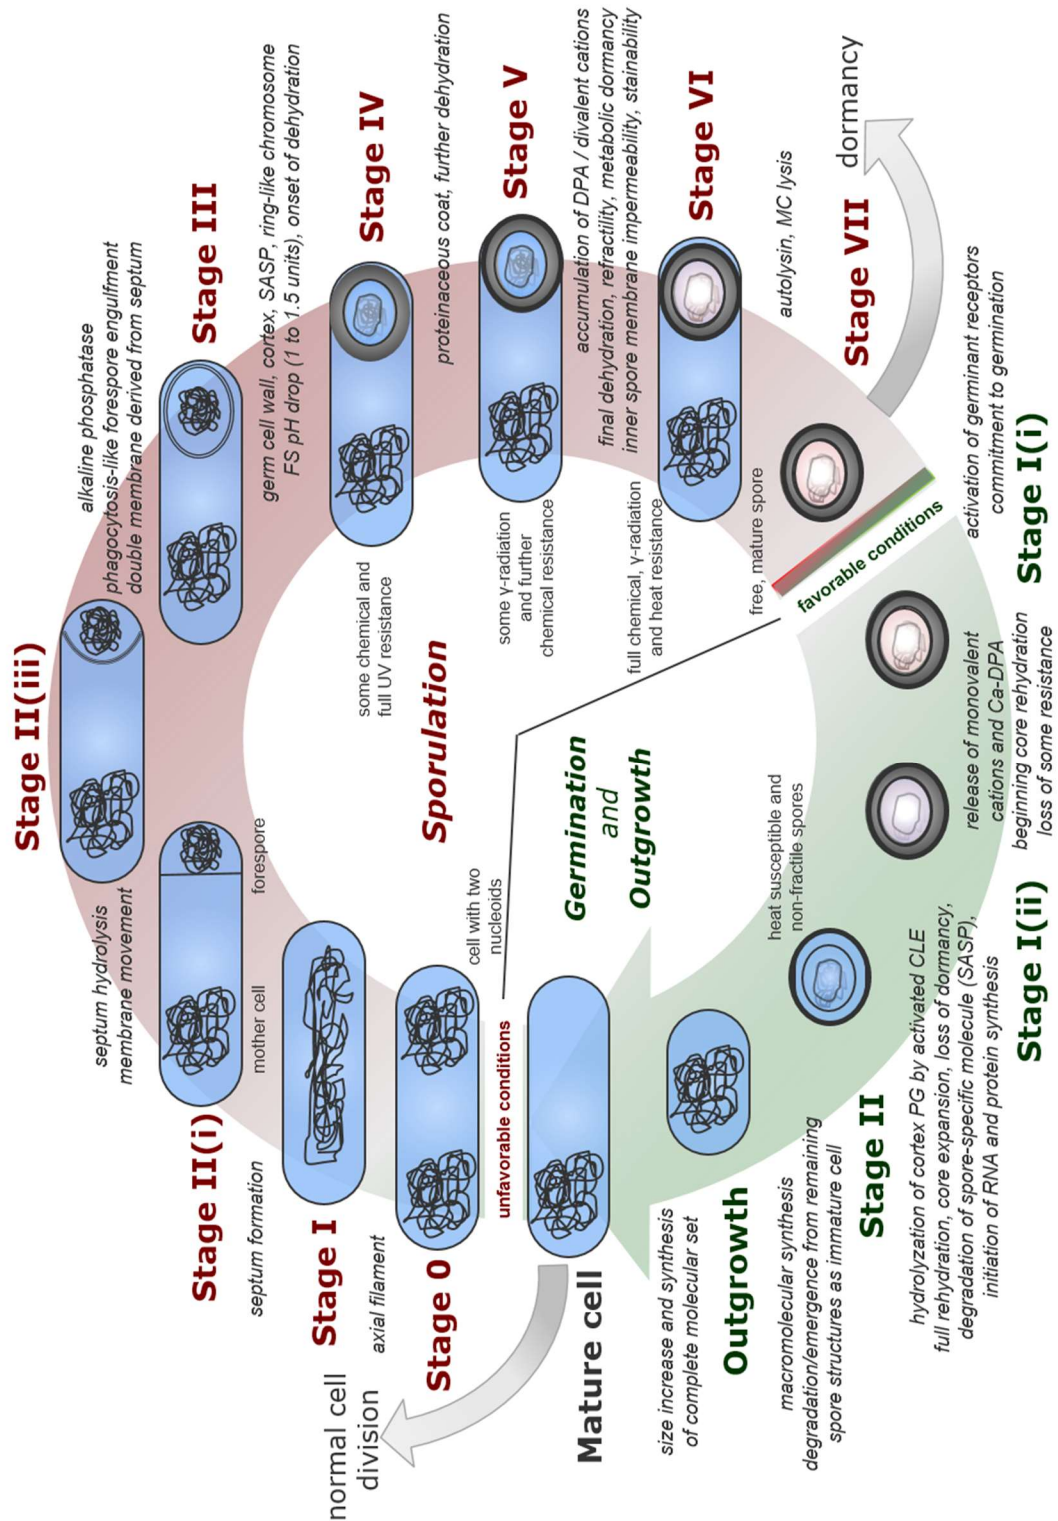 normal cell
division
Mature cell
Stage 0
axial filament
Stage I
septum formation
Stage II(i)
mother cell
forespore
septum hydrolysis
membrane movement
Stage II(iii)
alkaline phosphatase
phagocytosis-like forespore engulfment
double membrane derived from septum
Stage III
germ cell wall, cortex, SASP, ring-like chromosome
FS pH drop (1 to 1.5 units), onset of dehydration
Stage IV
some chemical and
full UV resistance
proteinaceous coat, further dehydration
Stage V
some γ-radiation
and further
chemical resistance
accumulation of DPA / divalent cations
final dehydration, refractility, metabolic dormancy
inner spore membrane impermeability, stainability
Stage VI
full chemical, γ-radiation
and heat resistance
autolysin, MC lysis
Stage VII
free, mature spore
dormancy
Sporulation
cell with two
nucleoids
unfavorable conditions
favorable conditions
Germination
and
Outgrowth
activation of germinant receptors
commitment to germination
Stage I(i)
release of monovalent
cations and Ca-DPA
beginning core rehydration
loss of some resistance
Stage I(ii)
heat susceptible and
non-fractile spores
hydrolyzation of cortex PG by activated CLE
full rehydration, core expansion, loss of dormancy,
degradation of spore-specific molecule (SASP),
initiation of RNA and protein synthesis
Stage II
macromolecular synthesis
degradation/emergence from remaining
spore structures as immature cell
Outgrowth
size increase and synthesis
of complete molecular set